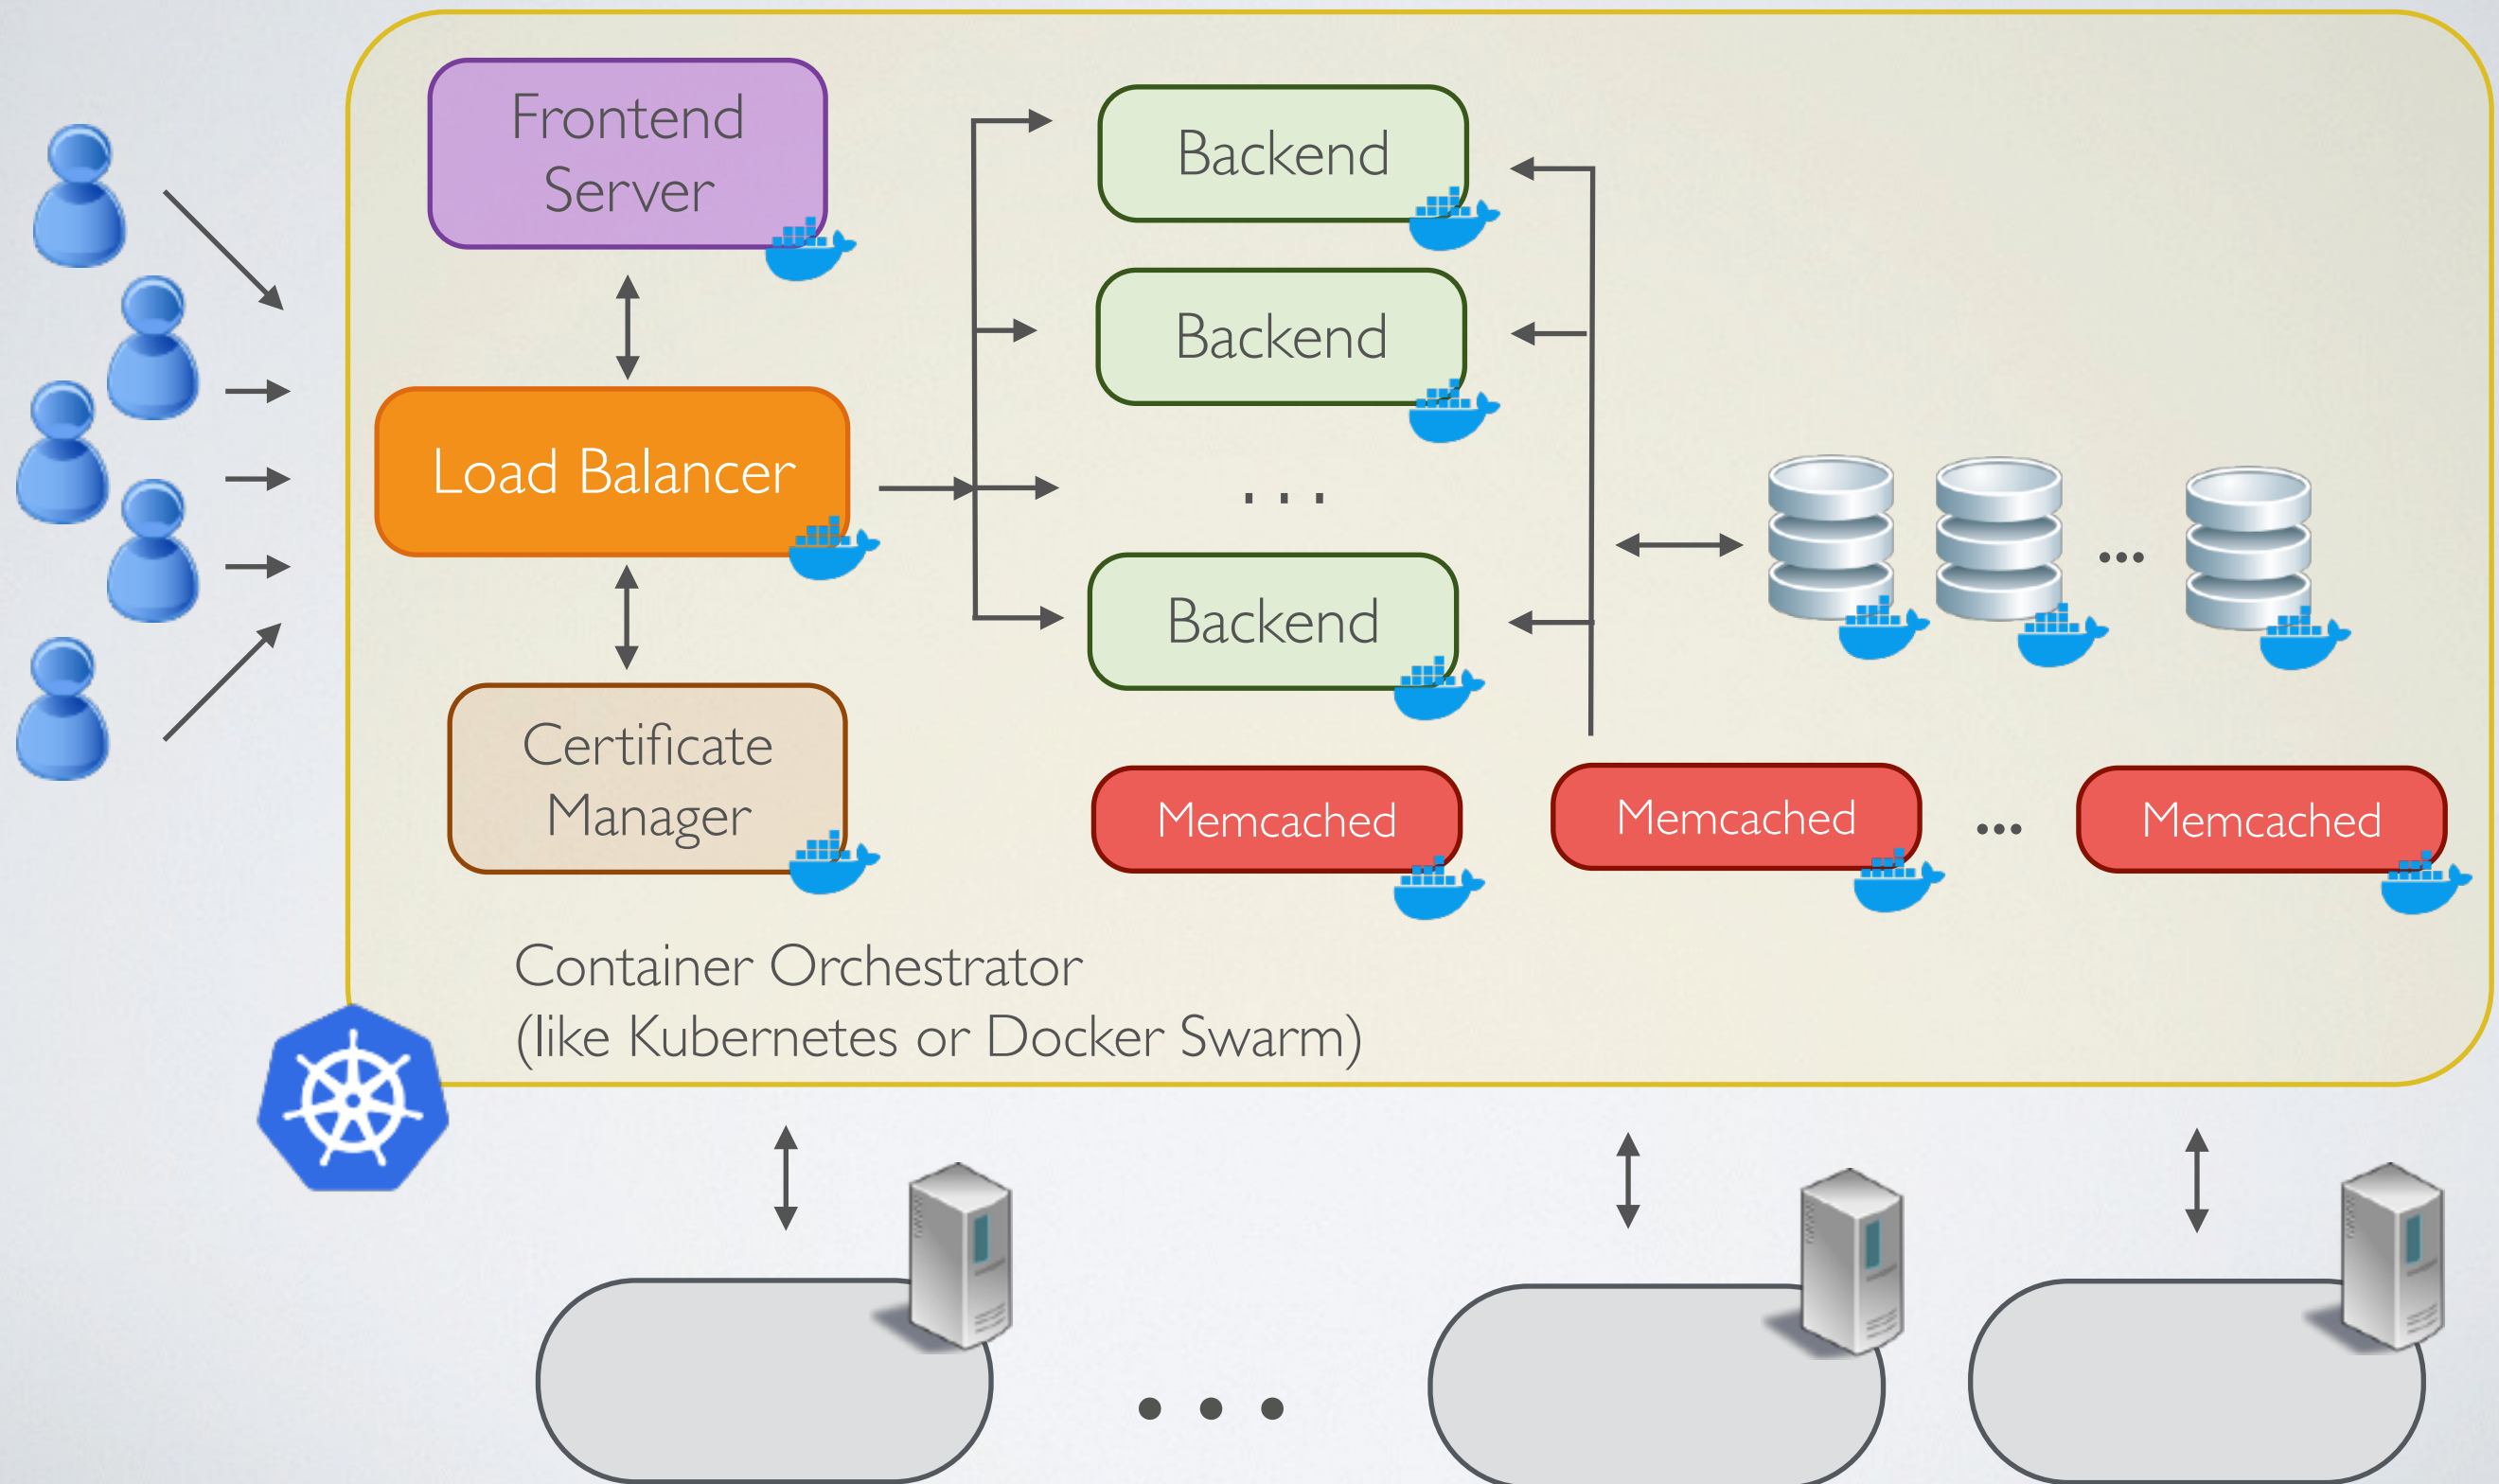 Frontend
Server
Load Balancer
Certificate
Manager
Backend
Backend
. . .
Backend
...
Memcached
Memcached
...
Memcached
Container Orchestrator
(like Kubernetes or Docker Swarm)
. . .